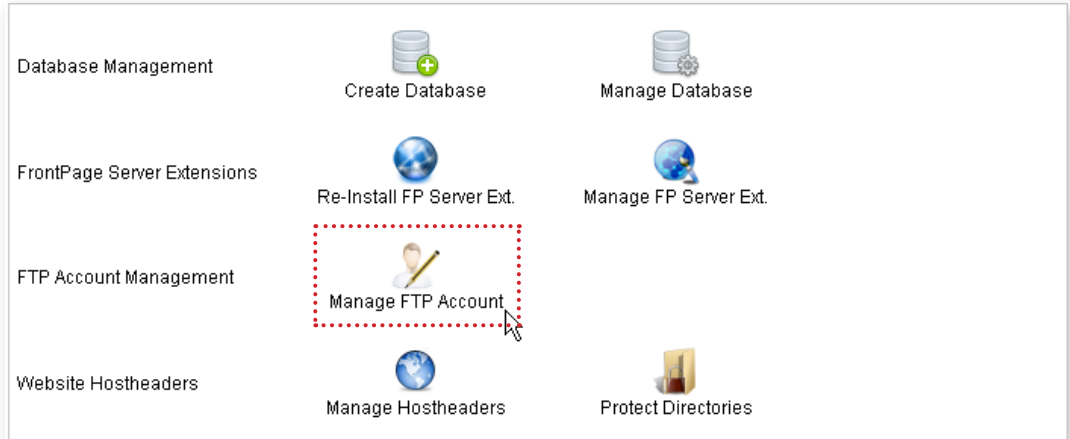 Database Management
Create Database
Manage Database
FrontPage Server Extensions
Re-Install FP Server Ext.
Manage FP Server Ext.
FTP Account Management
Manage FTP Account
Website Hostheaders
Manage Hostheaders
Protect Directories